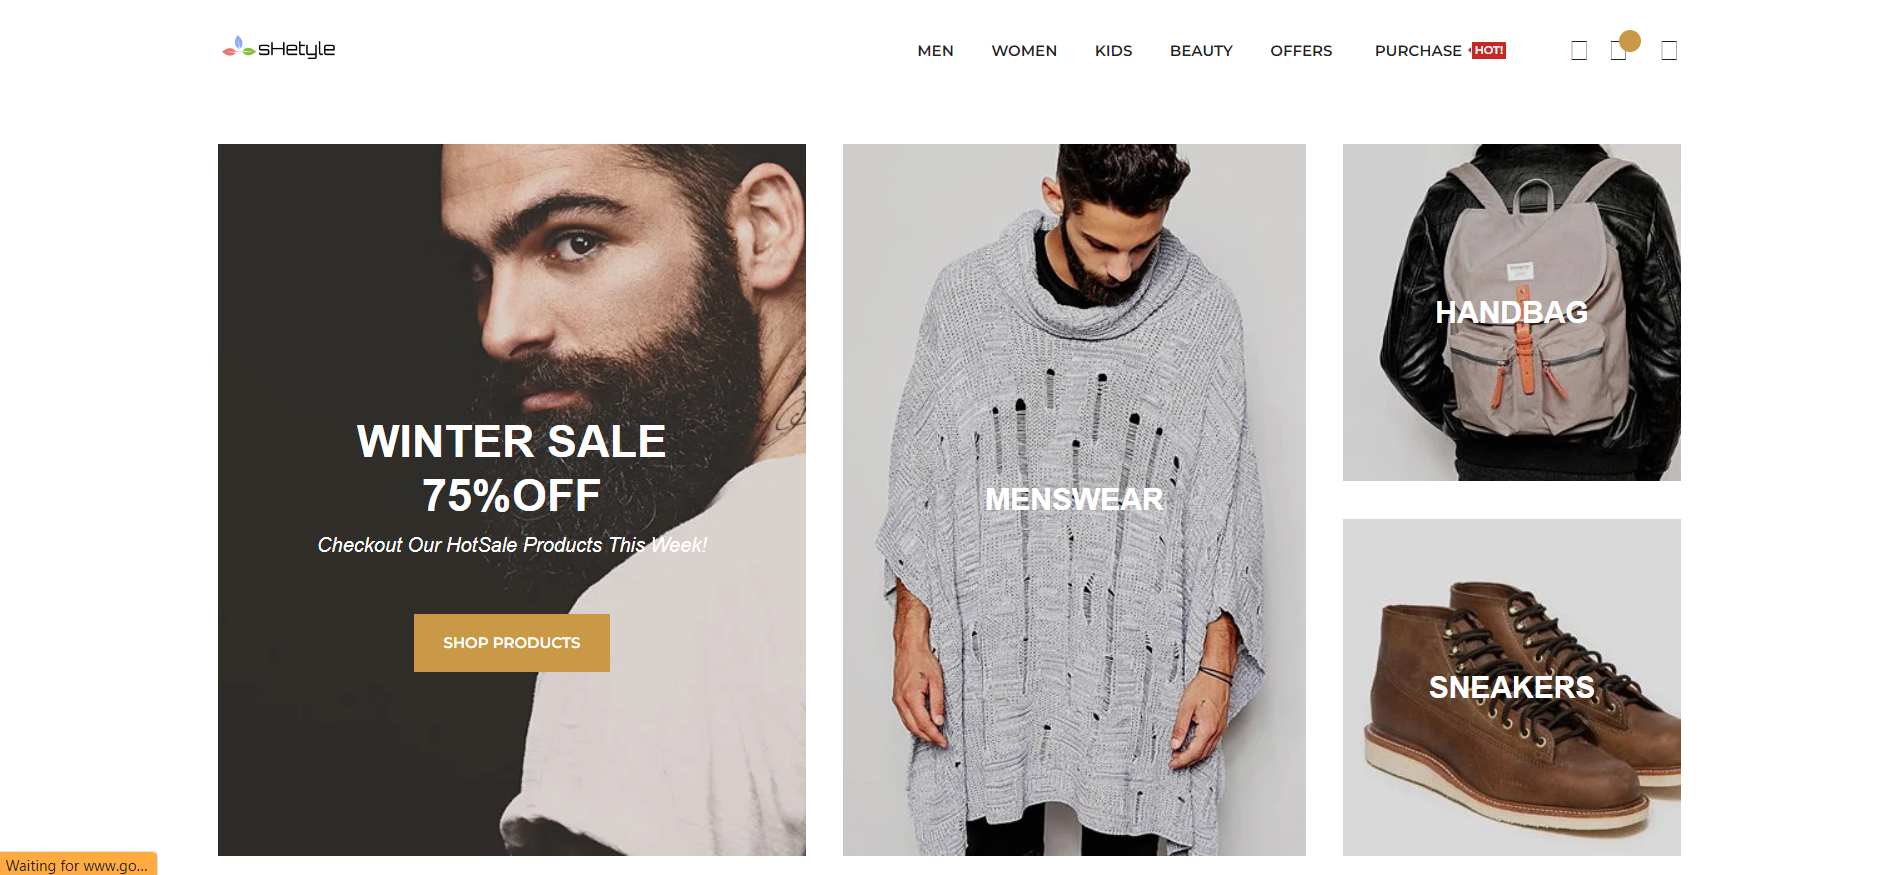 sHetyle
MEN WOMEN KIDS BEAUTY OFFERS PURCHASE HOT!
WINTER SALE
75%OFF
Checkout Our HotSale Products This Week!
SHOP PRODUCTS
MENSWEAR
HANDBAG
SNEAKERS
Waiting for www.go...